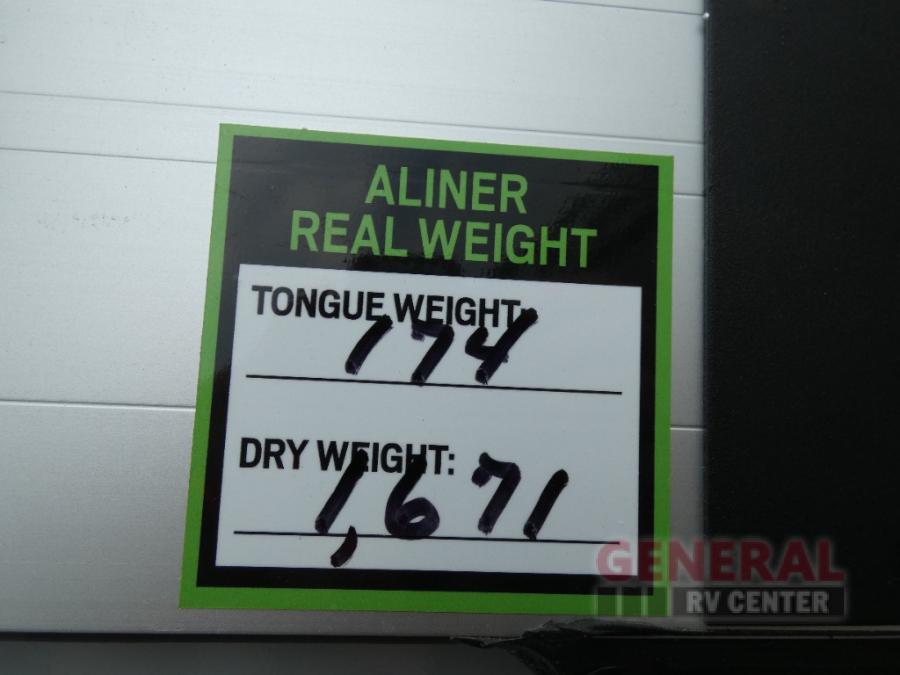 ALINER
REAL WEIGHT
TONGUE WEIGHT:
174
DRY WEIGHT:
1,671
GENERAL
RV CENTER